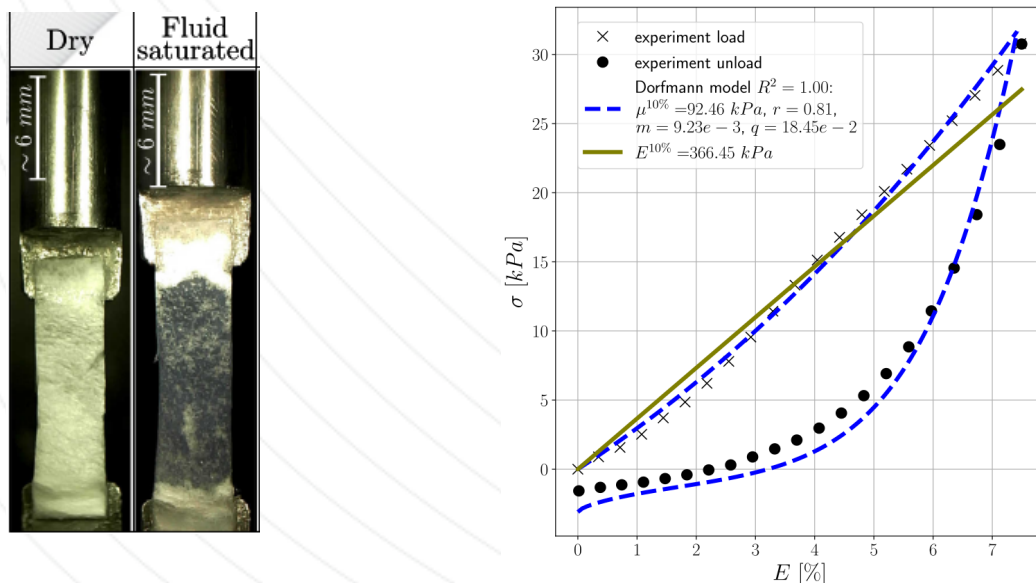 Dry
Fluid
saturated
~ 6 mm
~ 6 mm
experiment load
experiment unload
Dorfmann model R² = 1.00:
μ¹⁰% =92.46 kPa, r = 0.81,
m = 9.23e − 3, q = 18.45e − 2
E¹⁰% =366.45 kPa
σ [kPa]
30
25
20
15
10
5
0
0 1 2 3 4 5 6 7
E [%]